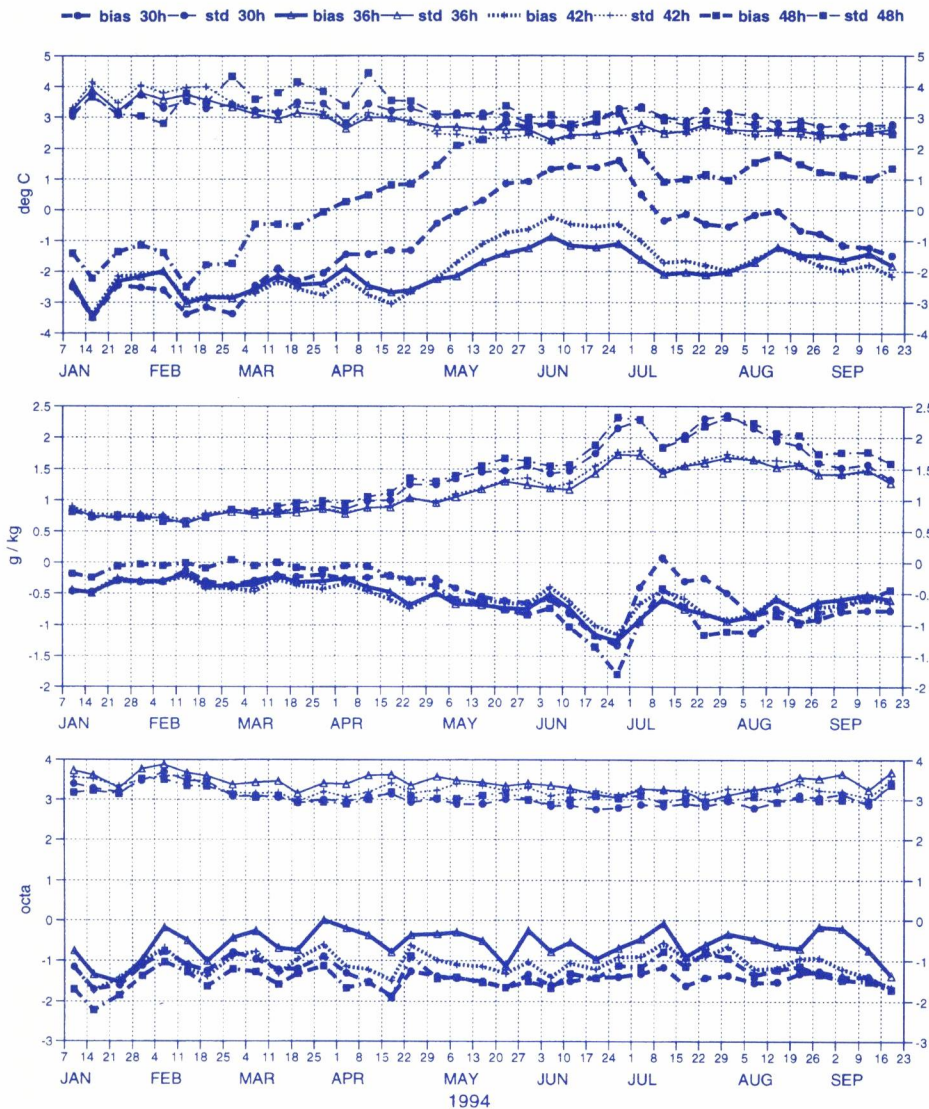 bias 30h std 30h bias 36h std 36h bias 42h std 42h bias 48h std 48h
5 5
4 4
3 3
2 2
1 1
0 0
-1 -1
-2 -2
-3 -3
-4 -4
deg C
7 14 21 28 4 11 18 25 4 11 18 25 1 8 15 22 29 6 13 20 27 3 10 17 24 1 8 15 22 29 5 12 19 26 2 9 16 23
JAN FEB MAR APR MAY JUN JUL AUG SEP
2.5 2.5
2 2
1.5 1.5
1 1
0.5 0.5
0 0
-0.5 -0.5
-1 -1
-1.5 -1.5
-2 -2
g / kg
7 14 21 28 4 11 18 25 4 11 18 25 1 8 15 22 29 6 13 20 27 3 10 17 24 1 8 15 22 29 5 12 19 26 2 9 16 23
JAN FEB MAR APR MAY JUN JUL AUG SEP
4 4
3 3
2 2
1 1
0 0
-1 -1
-2 -2
-3 -3
octa
7 14 21 28 4 11 18 25 4 11 18 25 1 8 15 22 29 6 13 20 27 3 10 17 24 1 8 15 22 29 5 12 19 26 2 9 16 23
JAN FEB MAR APR MAY JUN JUL AUG SEP
1994